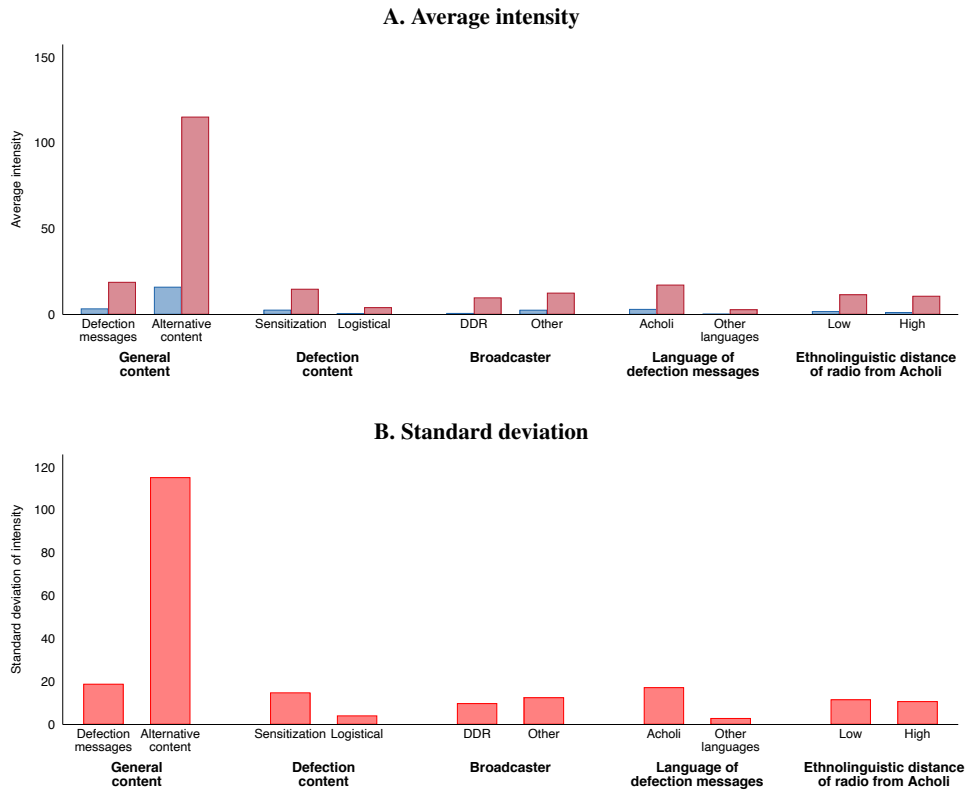 A. Average intensity
150
100
50
0
Average intensity
Defection messages
Alternative content
Sensitization
Logistical
DDR
Other
Acholi
Other languages
Low
High
General content
Defection content
Broadcaster
Language of defection messages
Ethnolinguistic distance of radio from Acholi
B. Standard deviation
120
100
80
60
40
20
0
Standard deviation of intensity
Defection messages
Alternative content
Sensitization
Logistical
DDR
Other
Acholi
Other languages
Low
High
General content
Defection content
Broadcaster
Language of defection messages
Ethnolinguistic distance of radio from Acholi